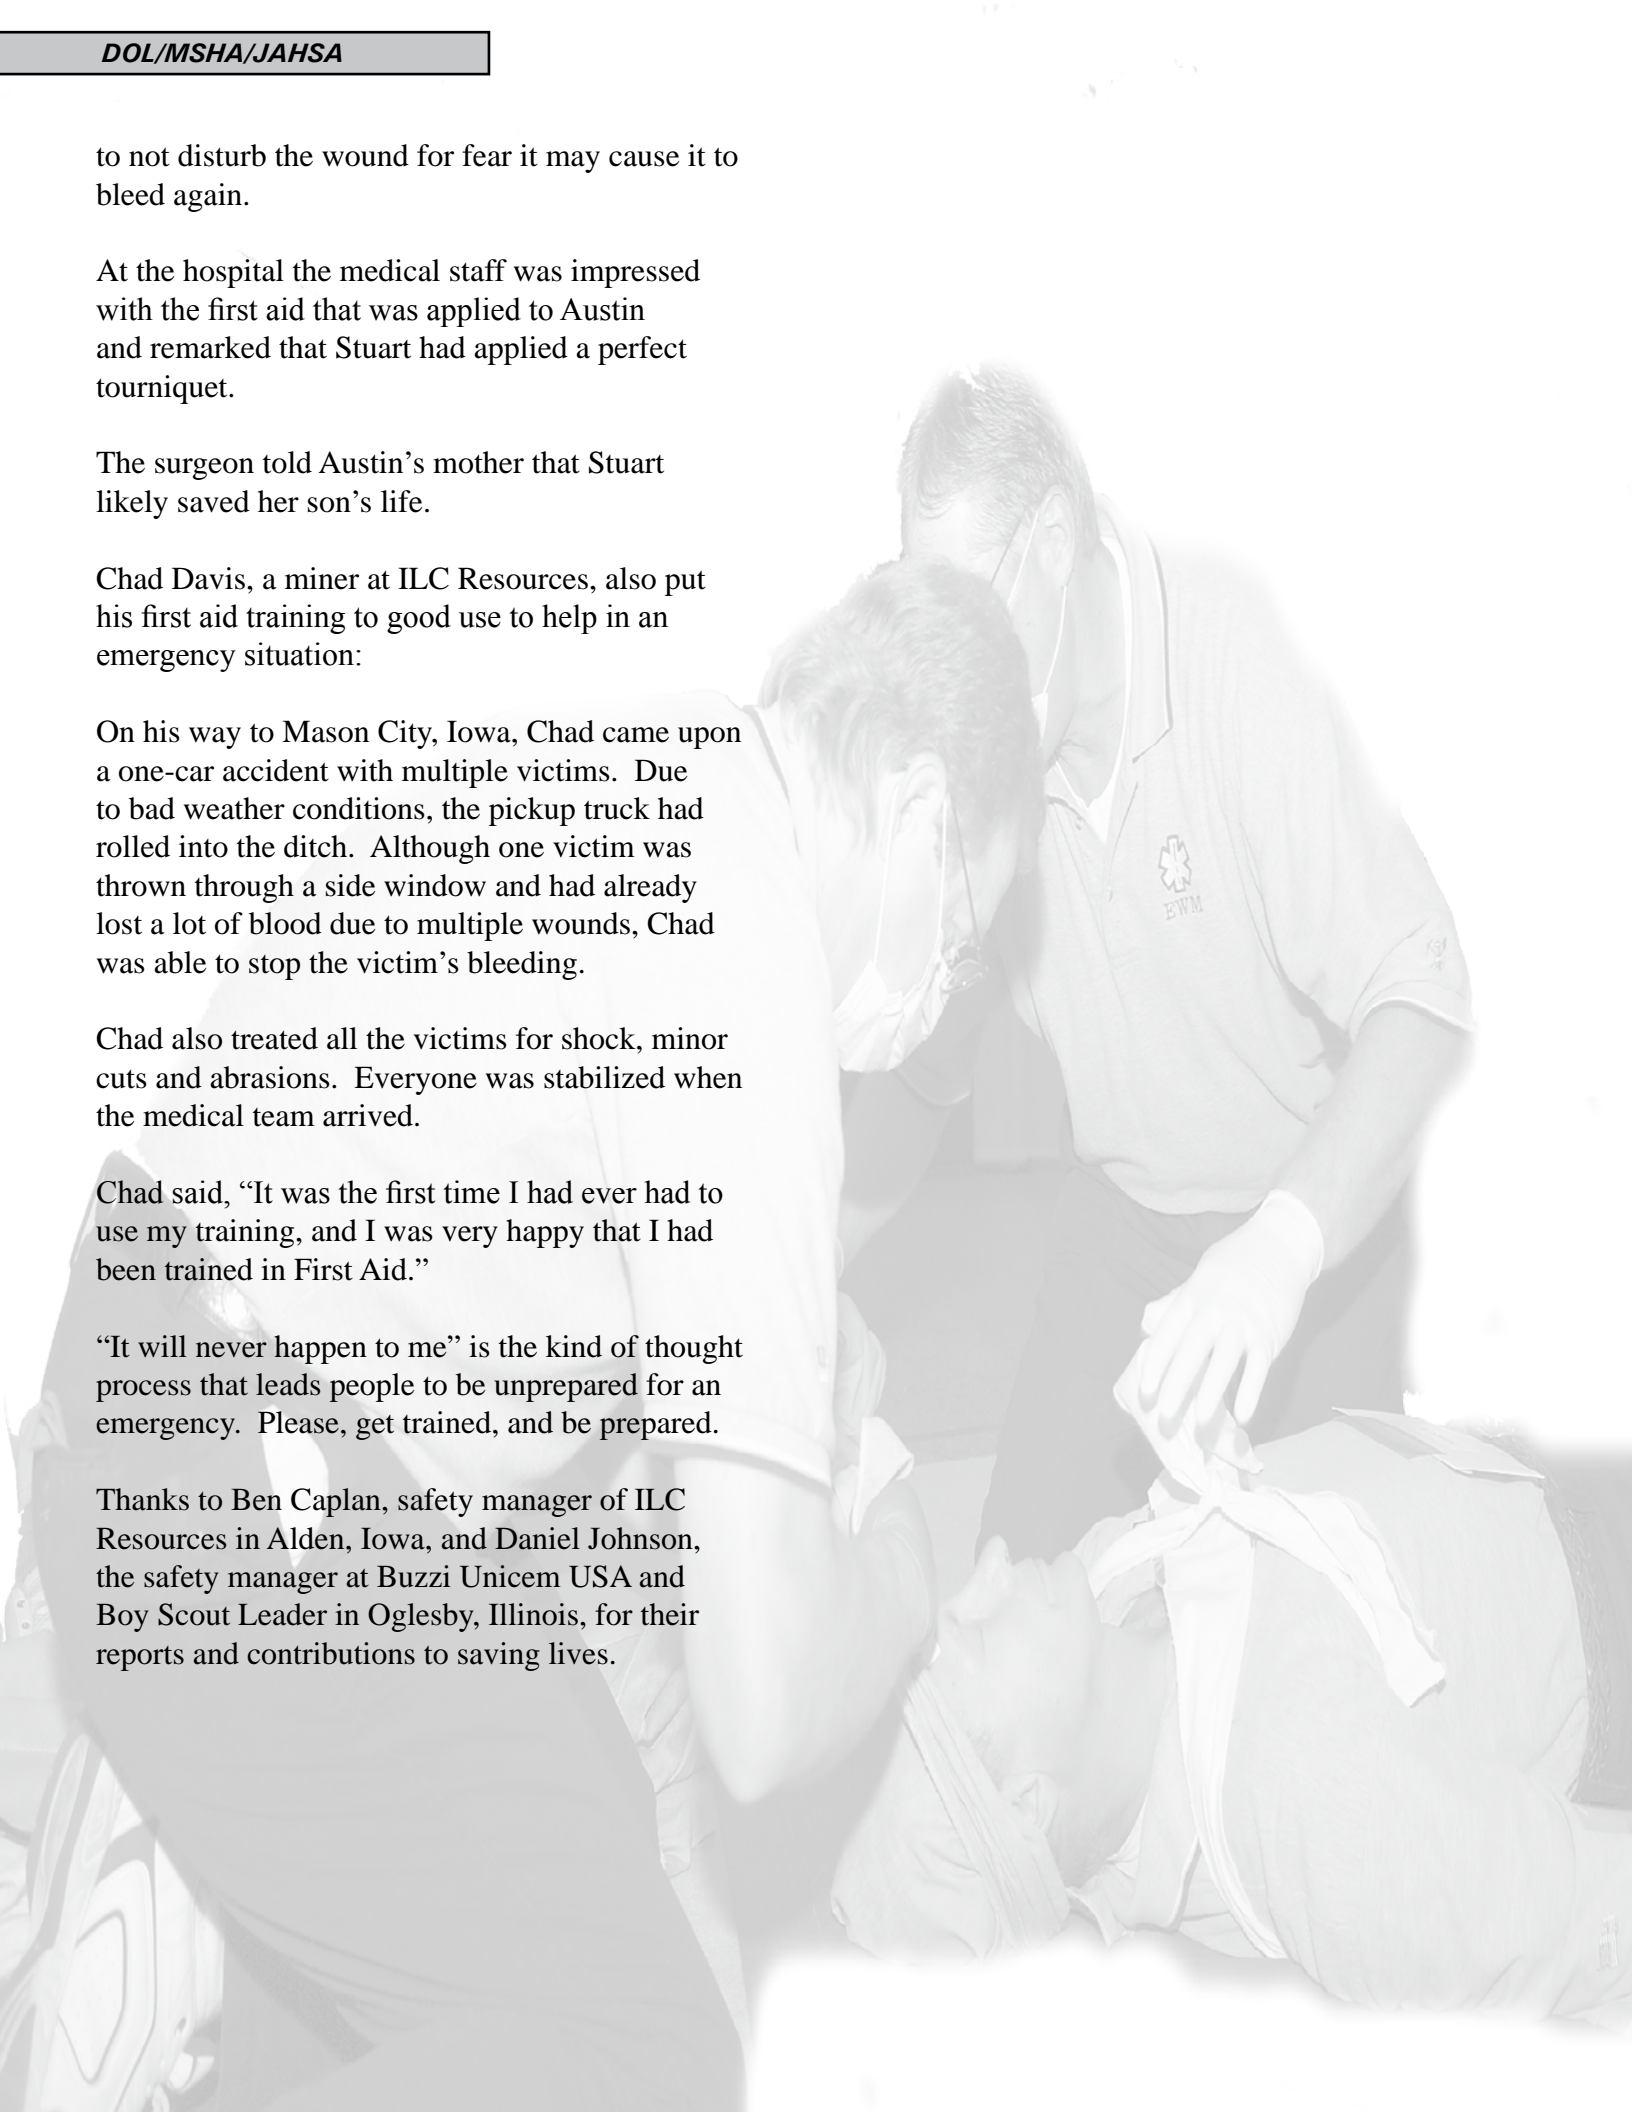 DOL/MSHA/JAHSA
to not disturb the wound for fear it may cause it to
bleed again.
At the hospital the medical staff was impressed
with the first aid that was applied to Austin
and remarked that Stuart had applied a perfect
tourniquet.
The surgeon told Austin’s mother that Stuart
likely saved her son’s life.
Chad Davis, a miner at ILC Resources, also put
his first aid training to good use to help in an
emergency situation:
On his way to Mason City, Iowa, Chad came upon
a one-car accident with multiple victims.  Due
to bad weather conditions, the pickup truck had
rolled into the ditch.  Although one victim was
thrown through a side window and had already
lost a lot of blood due to multiple wounds, Chad
was able to stop the victim’s bleeding.
Chad also treated all the victims for shock, minor
cuts and abrasions.  Everyone was stabilized when
the medical team arrived.
Chad said, “It was the first time I had ever had to
use my training, and I was very happy that I had
been trained in First Aid.”
“It will never happen to me” is the kind of thought
process that leads people to be unprepared for an
emergency.  Please, get trained, and be prepared.
Thanks to Ben Caplan, safety manager of ILC
Resources in Alden, Iowa, and Daniel Johnson,
the safety manager at Buzzi Unicem USA and
Boy Scout Leader in Oglesby, Illinois, for their
reports and contributions to saving lives.
EWM